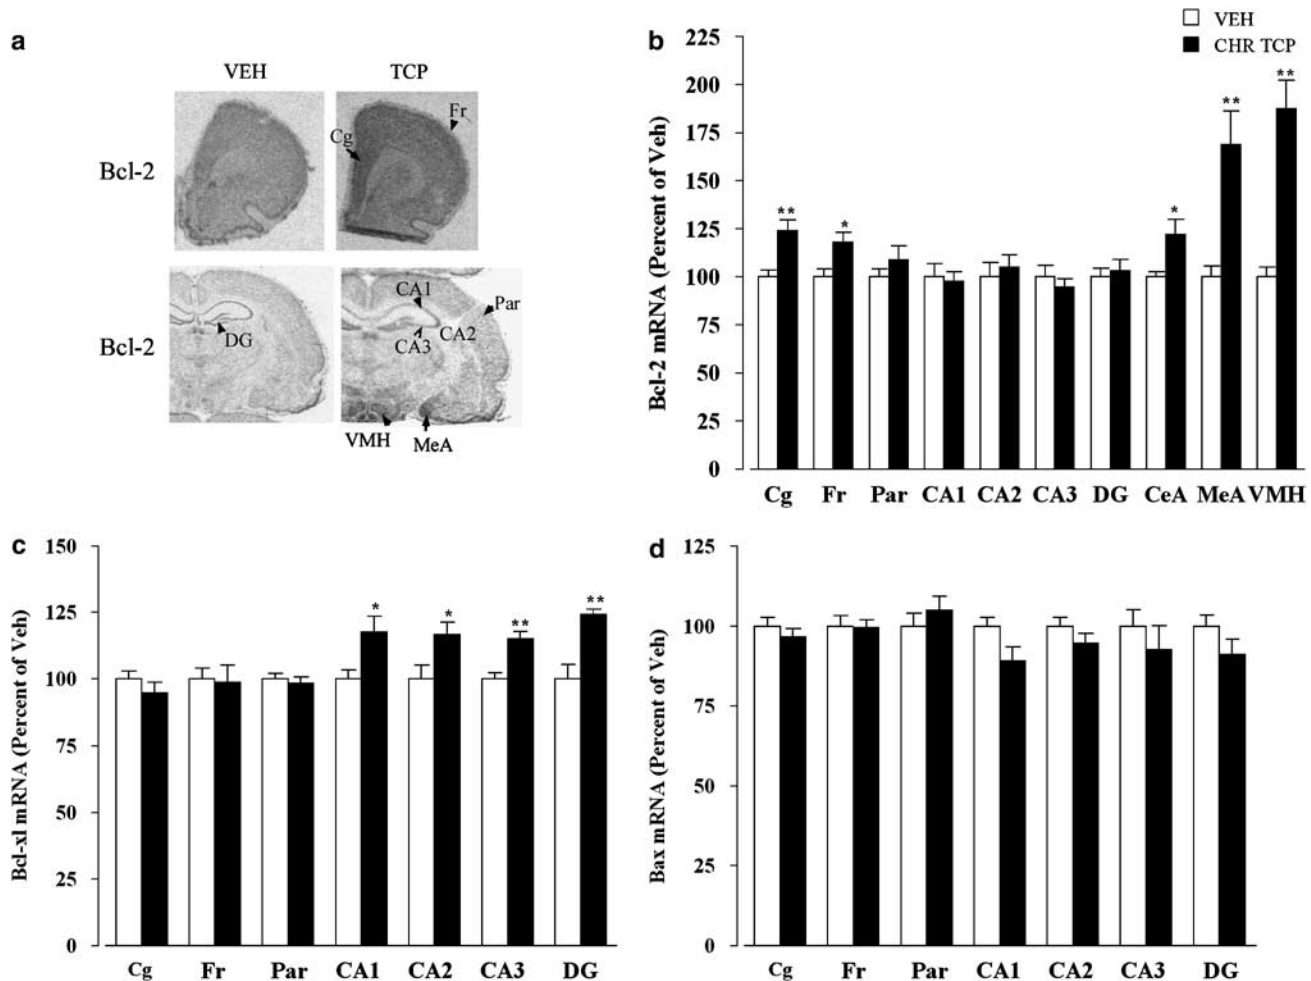 a
VEH
TCP
Bcl-2
Cg
Fr
Bcl-2
DG
CA1
CA2
CA3
Par
VMH
MeA
b
VEH
CHR TCP
Bcl-2 mRNA (Percent of Veh)
225
200
175
150
125
100
75
50
25
0
** * * ** **
Cg Fr Par CA1 CA2 CA3 DG CeA MeA VMH
c
Bcl-xl mRNA (Percent of Veh)
150
125
100
75
50
25
0
* * ** **
Cg Fr Par CA1 CA2 CA3 DG
d
Bax mRNA (Percent of Veh)
125
100
75
50
25
0
Cg Fr Par CA1 CA2 CA3 DG